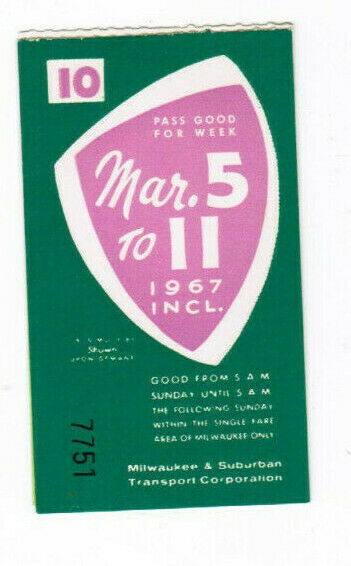 10
PASS GOOD
FOR WEEK
Mar. 5
TO 11
1967
INCL.
Shown
UPON DEMAND
GOOD FROM 5 A M
SUNDAY UNTIL 5 A M
THE FOLLOWING SUNDAY
WITHIN THE SINGLE FARE
AREA OF MILWAUKEE ONLY
7751
Milwaukee & Suburban
Transport Corporation